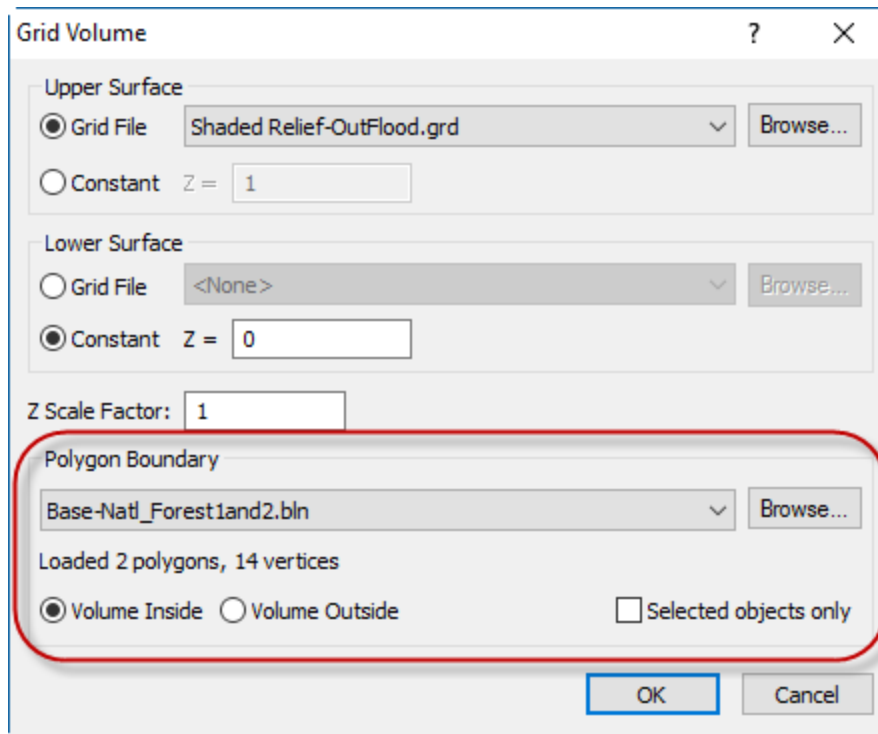 Grid Volume ?
Upper Surface
Grid File Shaded Relief-OutFlood.grd Browse...
Constant Z = 1
Lower Surface
Grid File <None> Browse...
Constant Z = 0
Z Scale Factor: 1
Polygon Boundary
Base-Natl_Forest1and2.bln Browse...
Loaded 2 polygons, 14 vertices
Volume Inside Volume Outside Selected objects only
OK Cancel